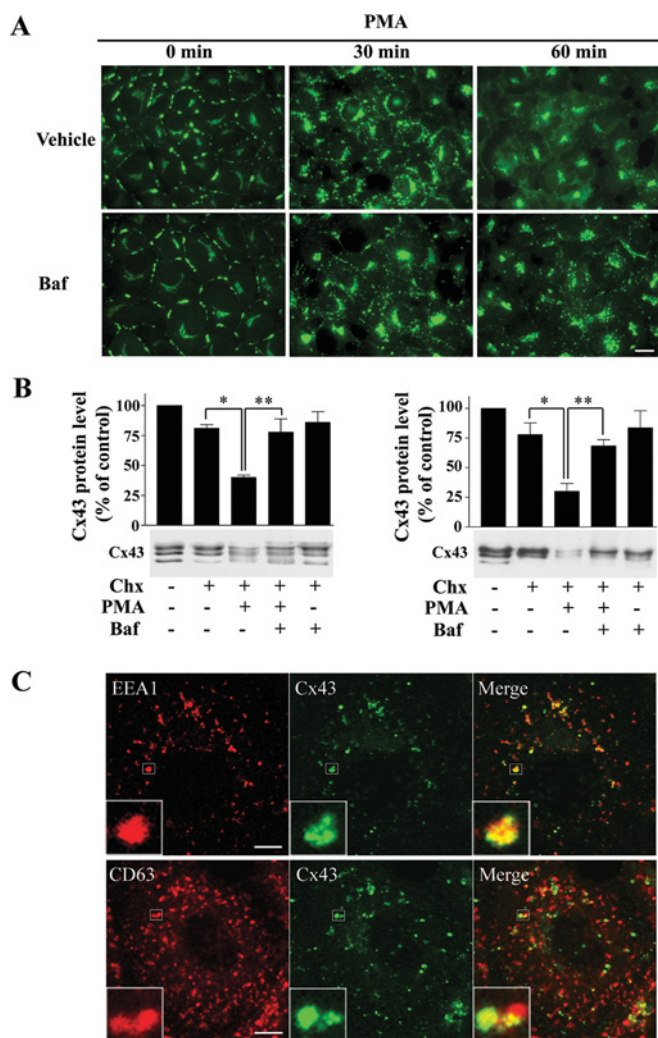 A
PMA
0 min 30 min 60 min
Vehicle
Baf
B
Cx43 protein level
(% of control)
100
75
50
25
0
* **
Cx43
Chx - + + + +
PMA - - + + -
Baf - - - + +
Cx43 protein level
(% of control)
100
75
50
25
0
* **
Cx43
Chx - + + + +
PMA - - + + -
Baf - - - + +
C
EEA1 Cx43 Merge
CD63 Cx43 Merge